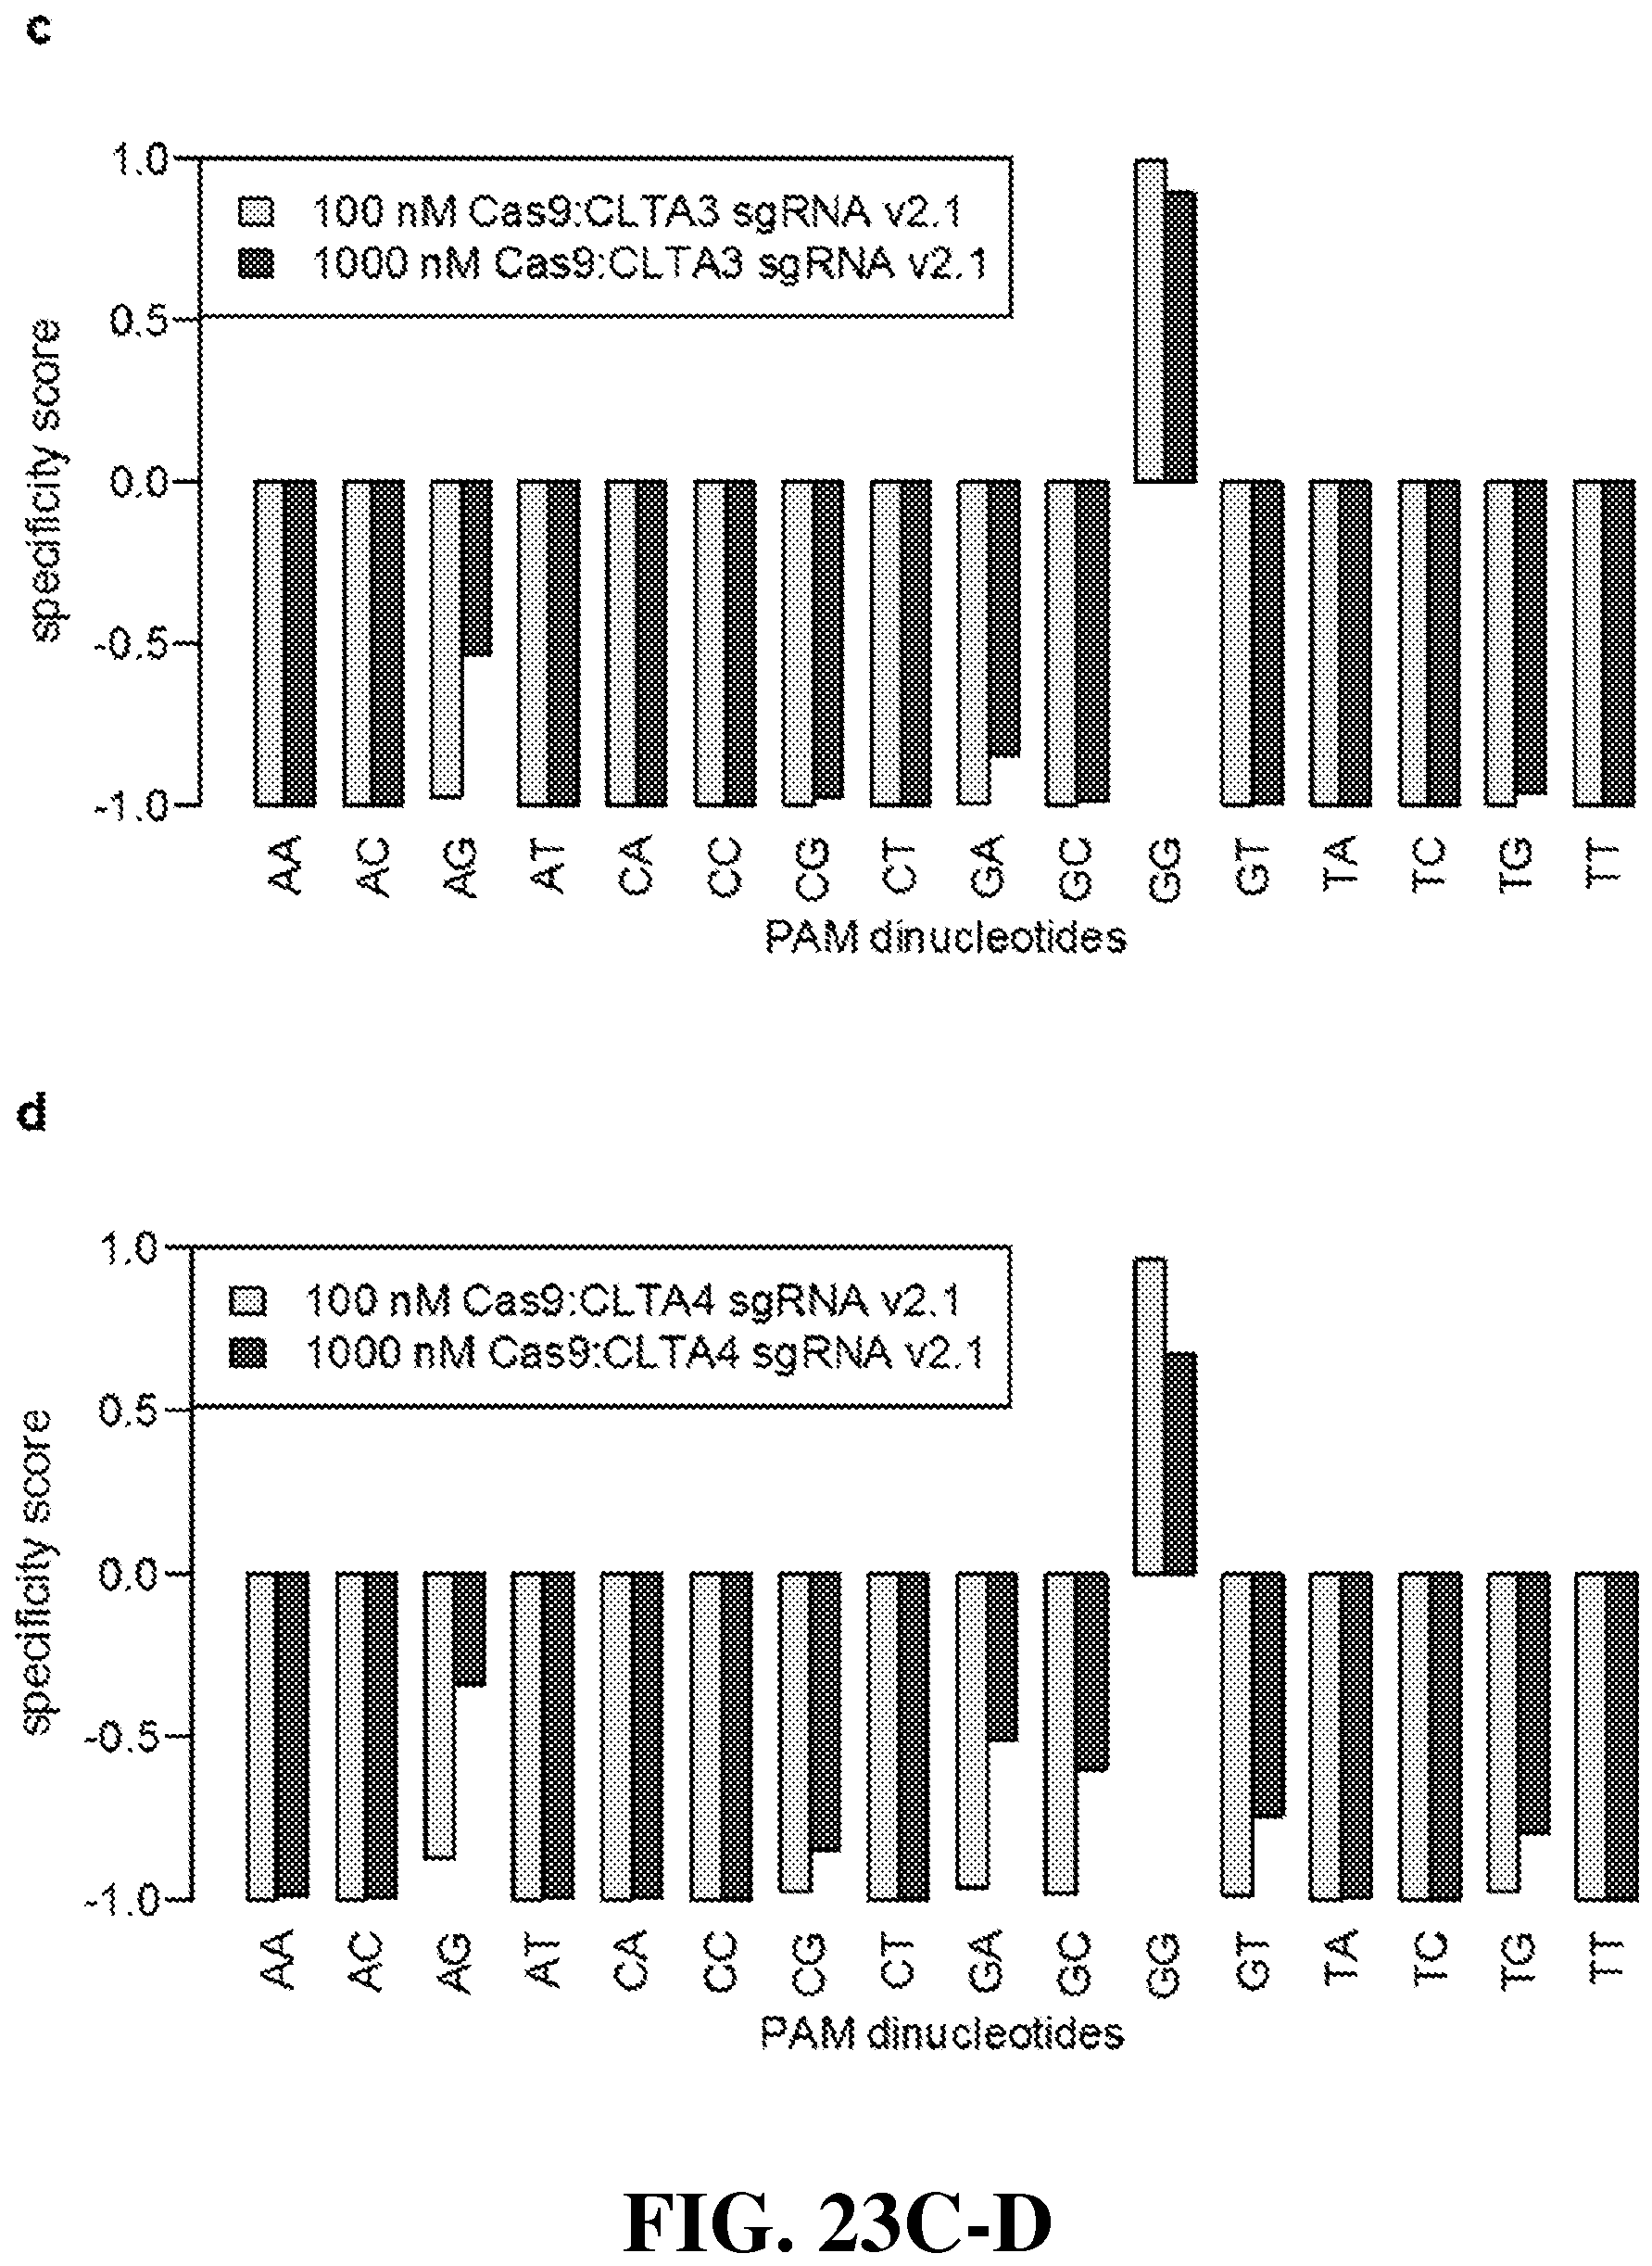 c
1.0
100 nM Cas9:CLTA3 sgRNA v2.1
1000 nM Cas9:CLTA3 sgRNA v2.1
0.5
0.0
-0.5
-1.0
specificity score
AA AC AG AT CA CC CG CT GA GC GG GT TA TC TG TT
PAM dinucleotides
d
1.0
100 nM Cas9:CLTA4 sgRNA v2.1
1000 nM Cas9:CLTA4 sgRNA v2.1
0.5
0.0
-0.5
-1.0
specificity score
AA AC AG AT CA CC CG CT GA GC GG GT TA TC TG TT
PAM dinucleotides
FIG. 23C-D